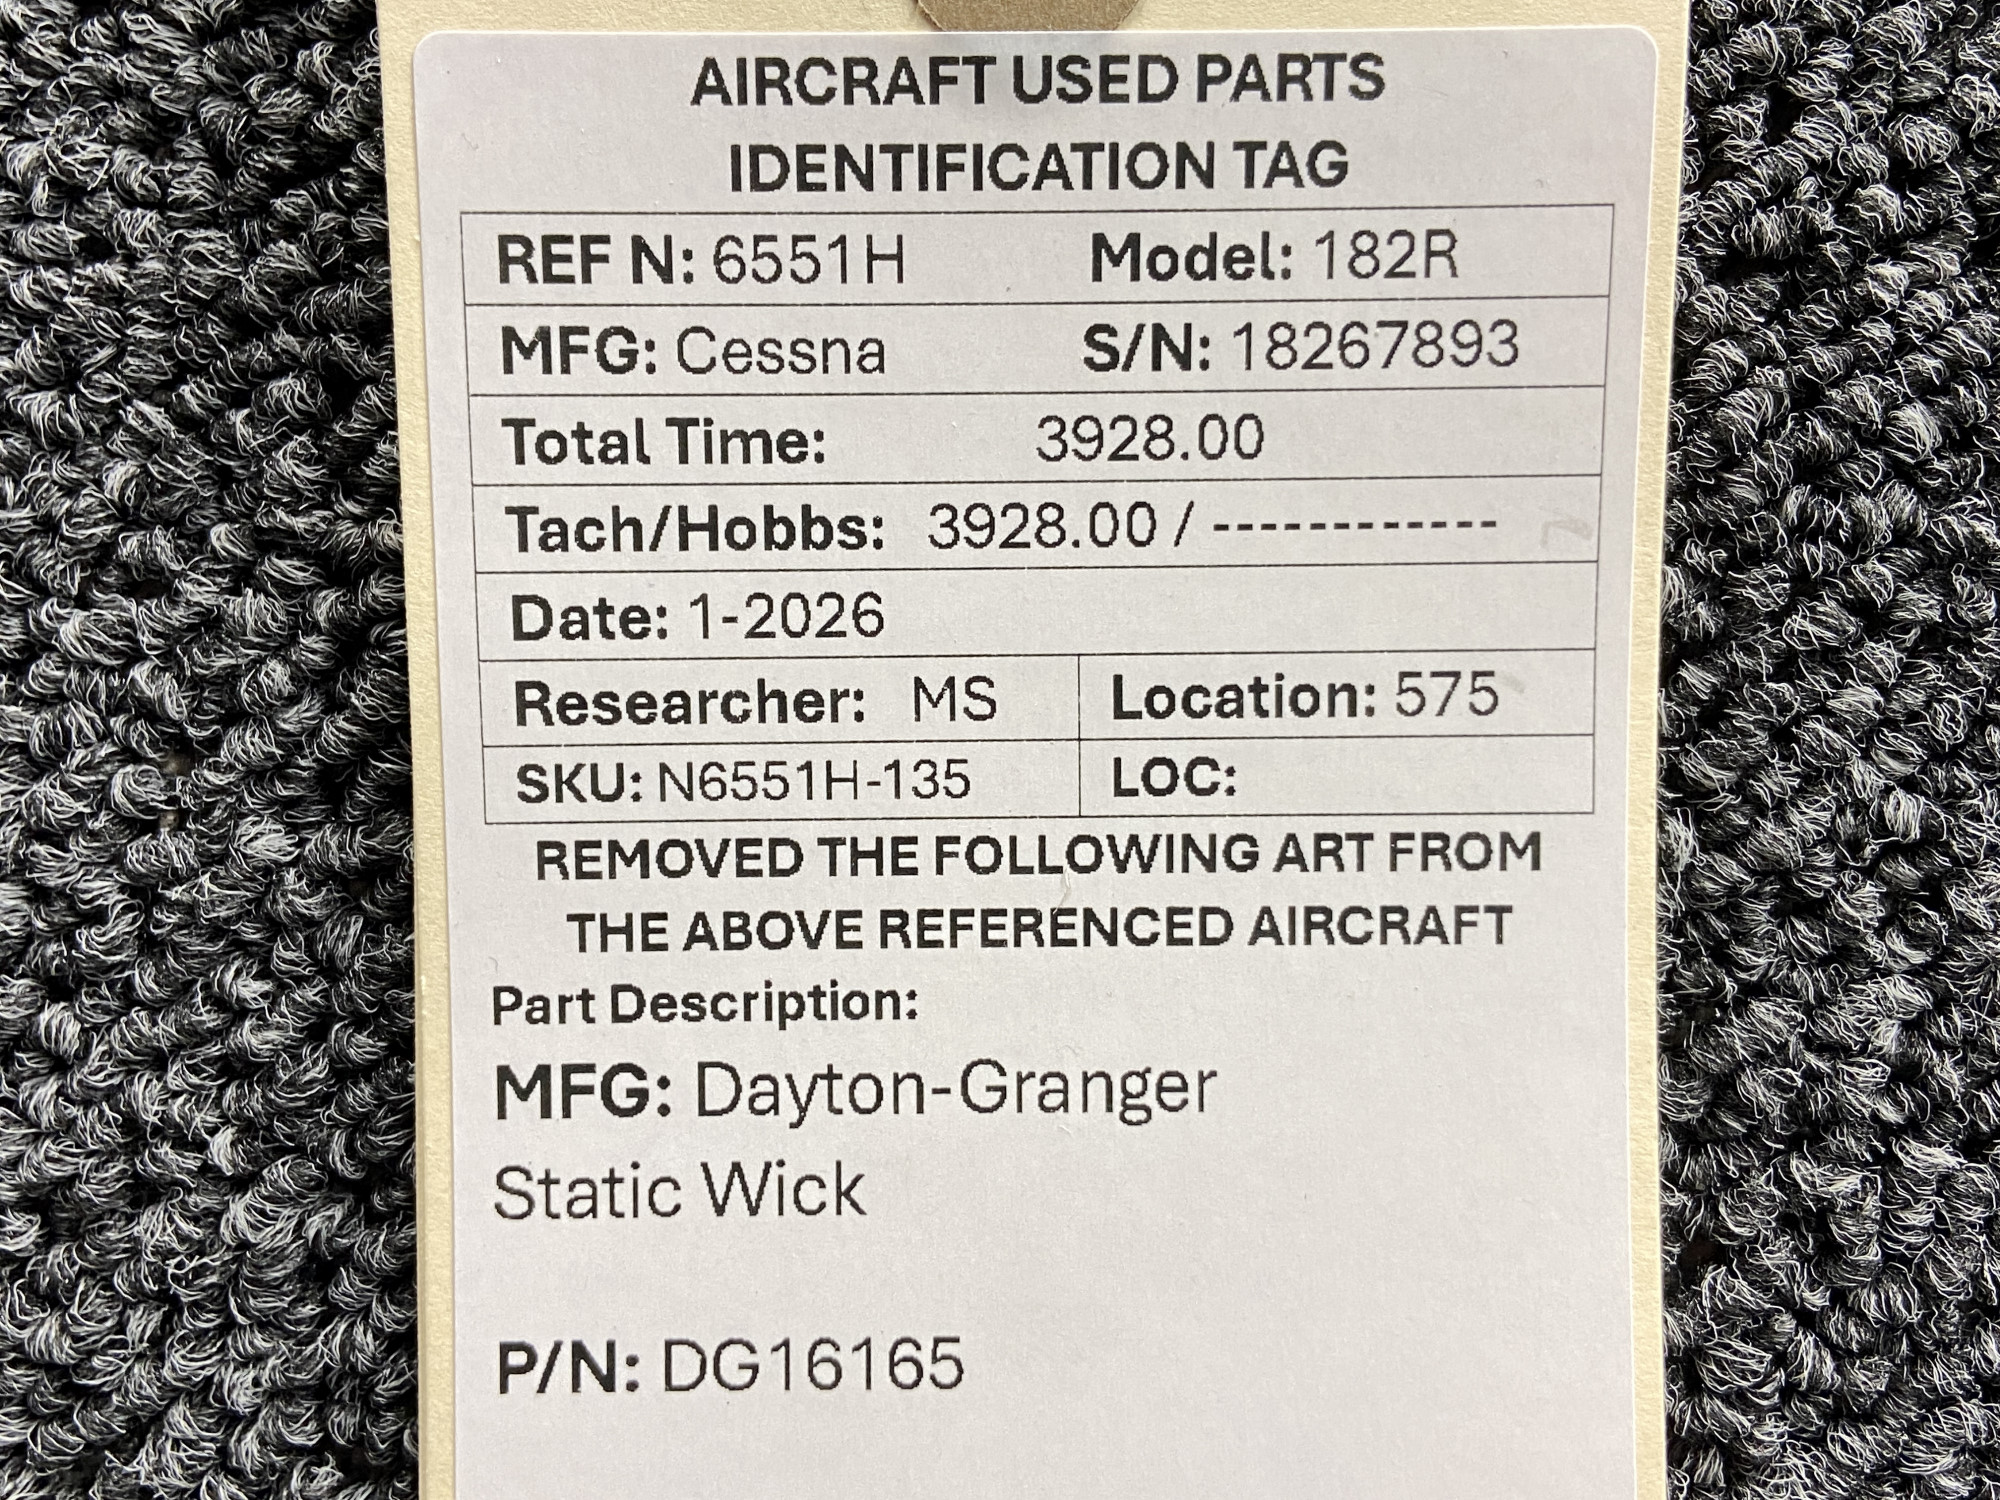 AIRCRAFT USED PARTS
IDENTIFICATION TAG
REF N: 6551H Model: 182R
MFG: Cessna S/N: 18267893
Total Time: 3928.00
Tach/Hobbs: 3928.00 / ------------
Date: 1-2026
Researcher: MS Location: 575
SKU: N6551H-135 LOC:
REMOVED THE FOLLOWING ART FROM
THE ABOVE REFERENCED AIRCRAFT
Part Description:
MFG: Dayton-Granger
Static Wick
P/N: DG16165